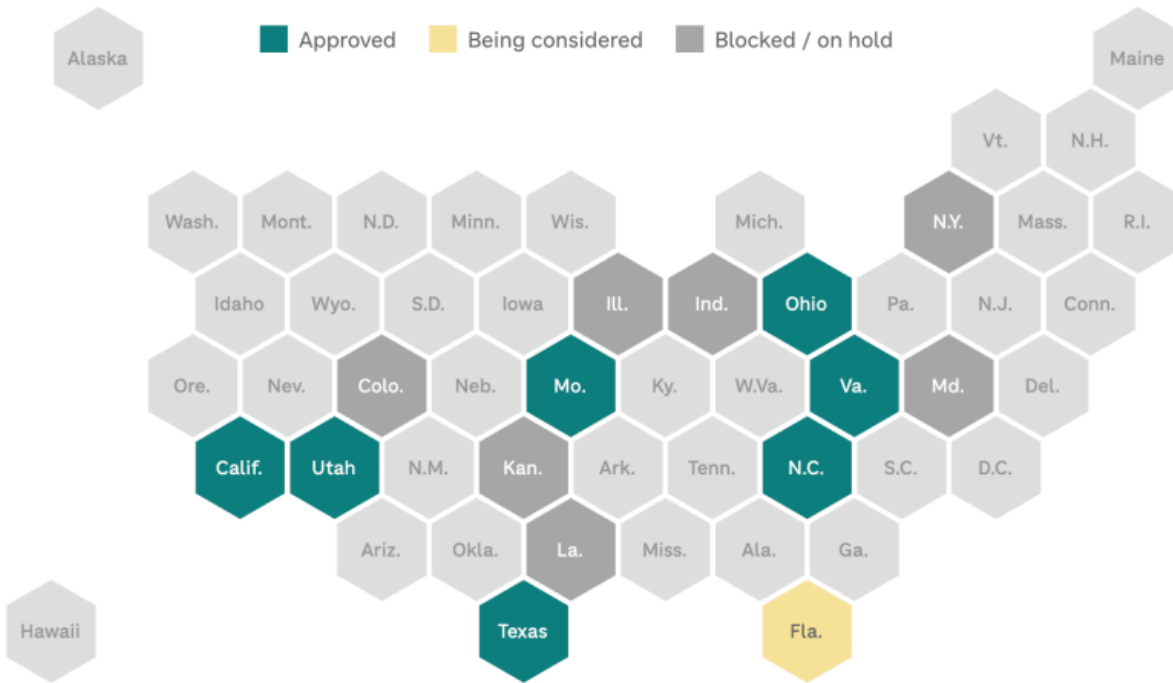 Alaska
Approved
Being considered
Blocked / on hold
Maine
Vt.
N.H.
Wash.
Mont.
N.D.
Minn.
Wis.
Mich.
N.Y.
Mass.
R.I.
Idaho
Wyo.
S.D.
Iowa
Ill.
Ind.
Ohio
Pa.
N.J.
Conn.
Ore.
Nev.
Colo.
Neb.
Mo.
Ky.
W.Va.
Va.
Md.
Del.
Calif.
Utah
N.M.
Kan.
Ark.
Tenn.
N.C.
S.C.
D.C.
Ariz.
Okla.
La.
Miss.
Ala.
Ga.
Hawaii
Texas
Fla.